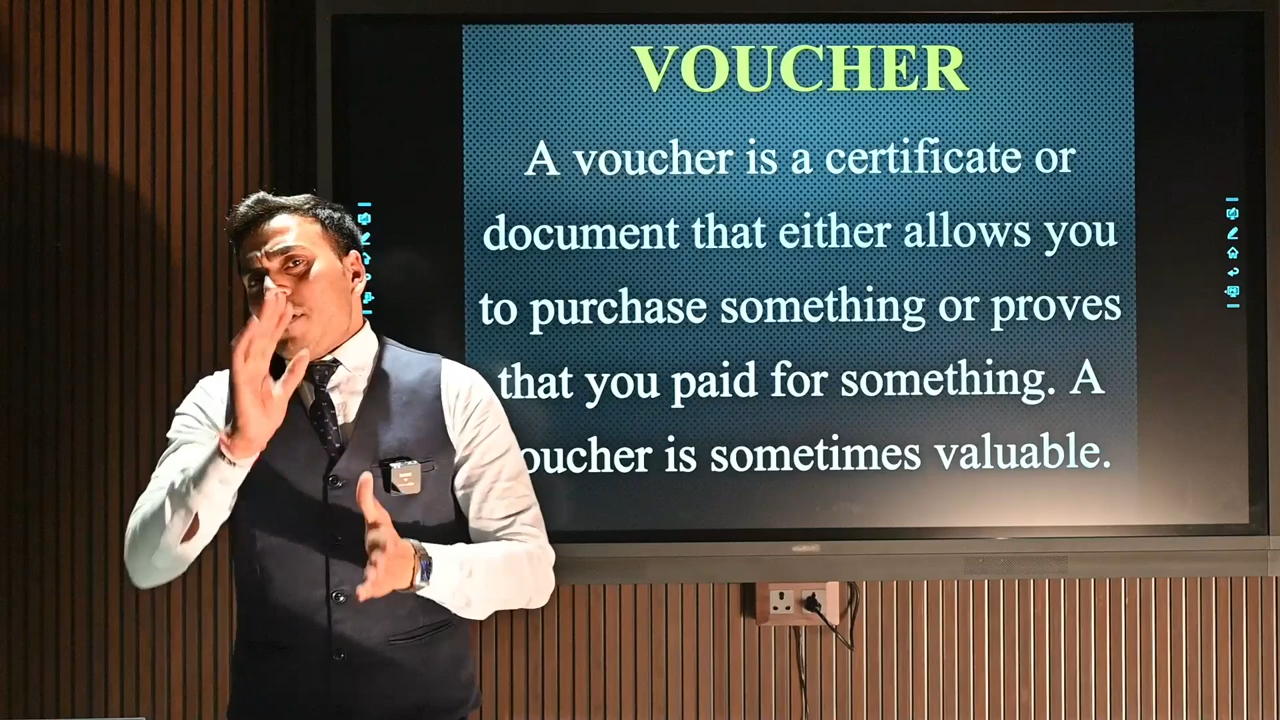 VOUCHER
A voucher is a certificate or
document that either allows you
to purchase something or proves
that you paid for something. A
oucher is sometimes valuable.